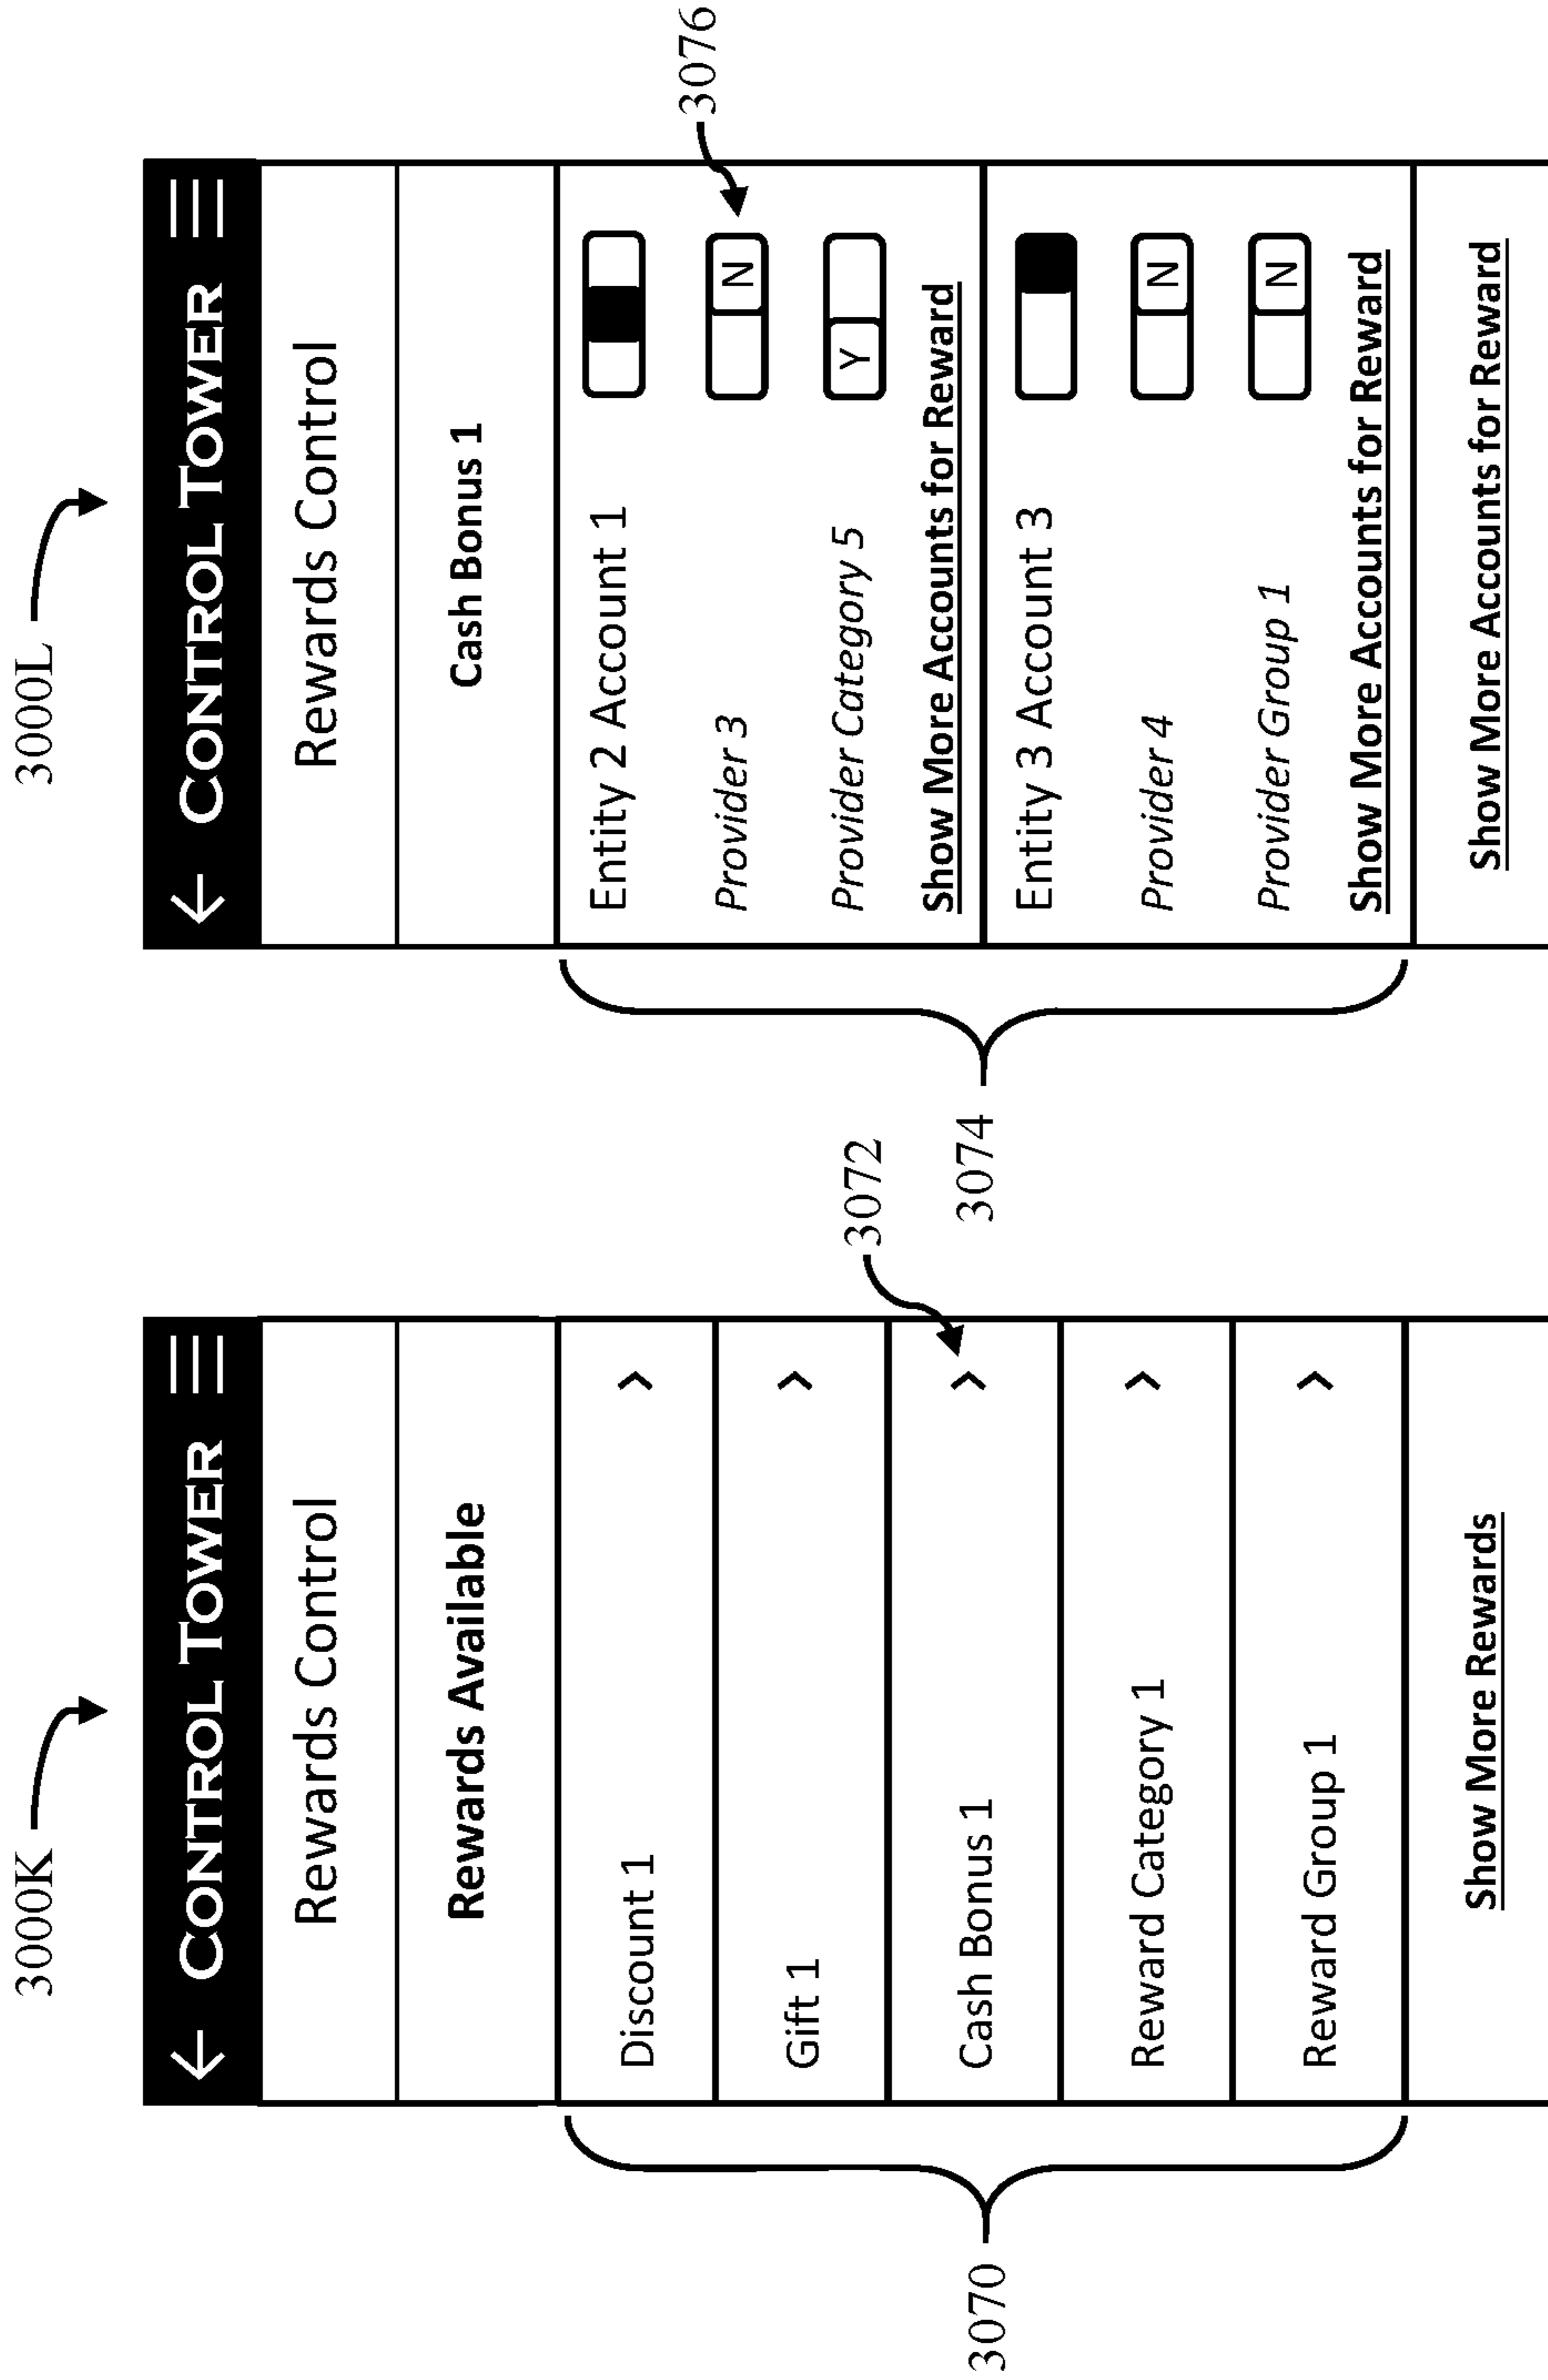 3000K
CONTROL TOWER
Rewards Control
Rewards Available
Discount 1
Gift 1
Cash Bonus 1
Reward Category 1
Reward Group 1
Show More Rewards
3070
3072
3000L
CONTROL TOWER
Rewards Control
Cash Bonus 1
Entity 2 Account 1
Provider 3 N
Provider Category 5 Y
Show More Accounts for Reward
Entity 3 Account 3
Provider 4 N
Provider Group 1 N
Show More Accounts for Reward
Show More Accounts for Reward
3074
3076